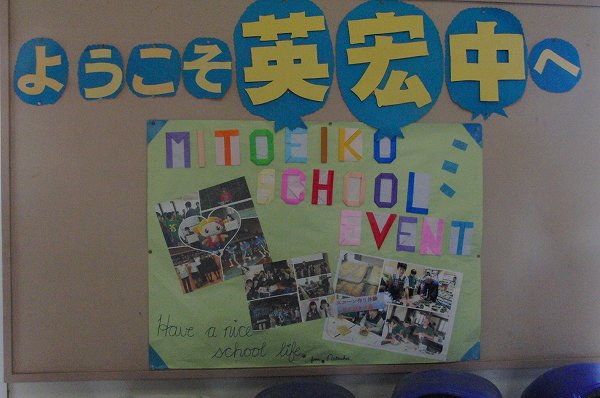 ようこそ英宏中へ
MITOEIKO
SCHOOL
EVENT
Have a nice
school life.